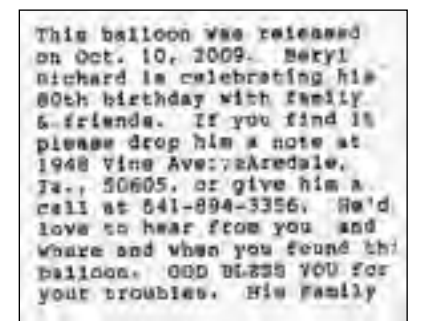 This balloon was released
on Oct. 10, 2009. Beryl
is celebrating his
80th birthday with family
& friends. If you find it
please drop him a note at
1948 Vine Ave., Aredale,
Ia., 50605, or give him a
call at 641-894-3356. He'd
love to hear from you and
where and when you found thi
balloon. GOD BLESS YOU for
your troubles. His Family